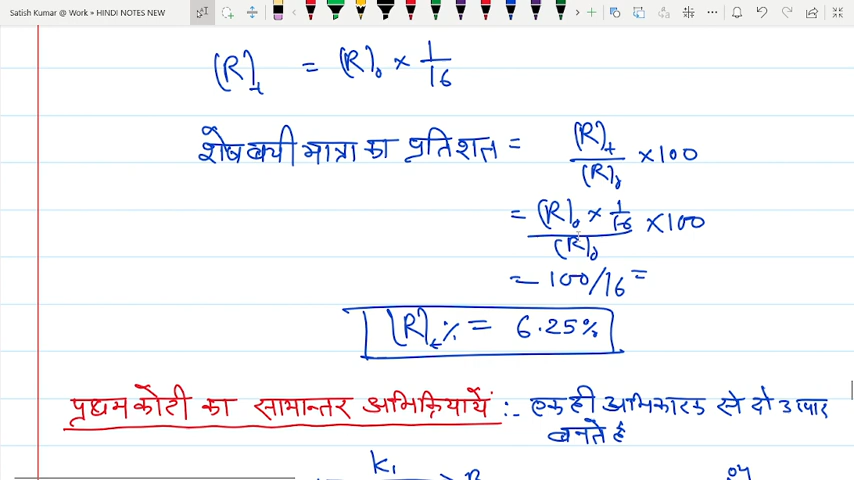 Satish Kumar @ Work » HINDI NOTES NEW
(R)t = (R)₀ × 1/16
शेष बची मात्रा का प्रतिशत = (R)t/(R)₀ × 100
= (R)₀ × 1/16 / (R)₀ × 100
= 100/16 =
(R)t % = 6.25%
प्रथम कोटी का सामान्तर अभिक्रियायें :- एक ही अभिकारक से दो उत्पाद
बनते है
K₁